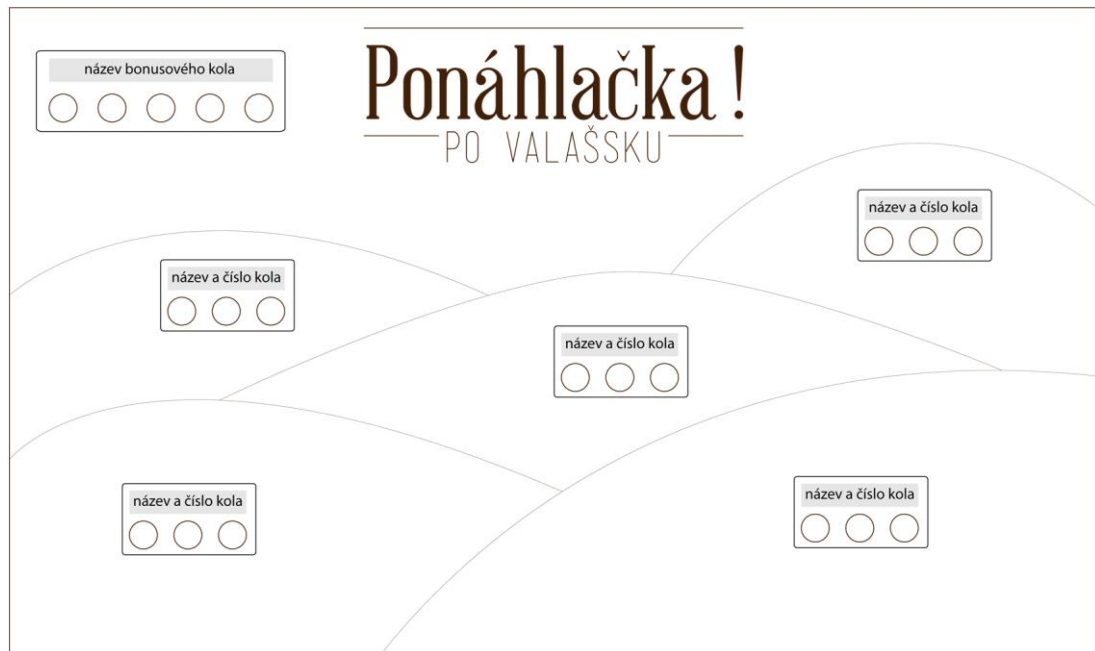 název bonusového kola
Ponáhlačka!
PO VALAŠSKU
název a číslo kola
název a číslo kola
název a číslo kola
název a číslo kola
název a číslo kola